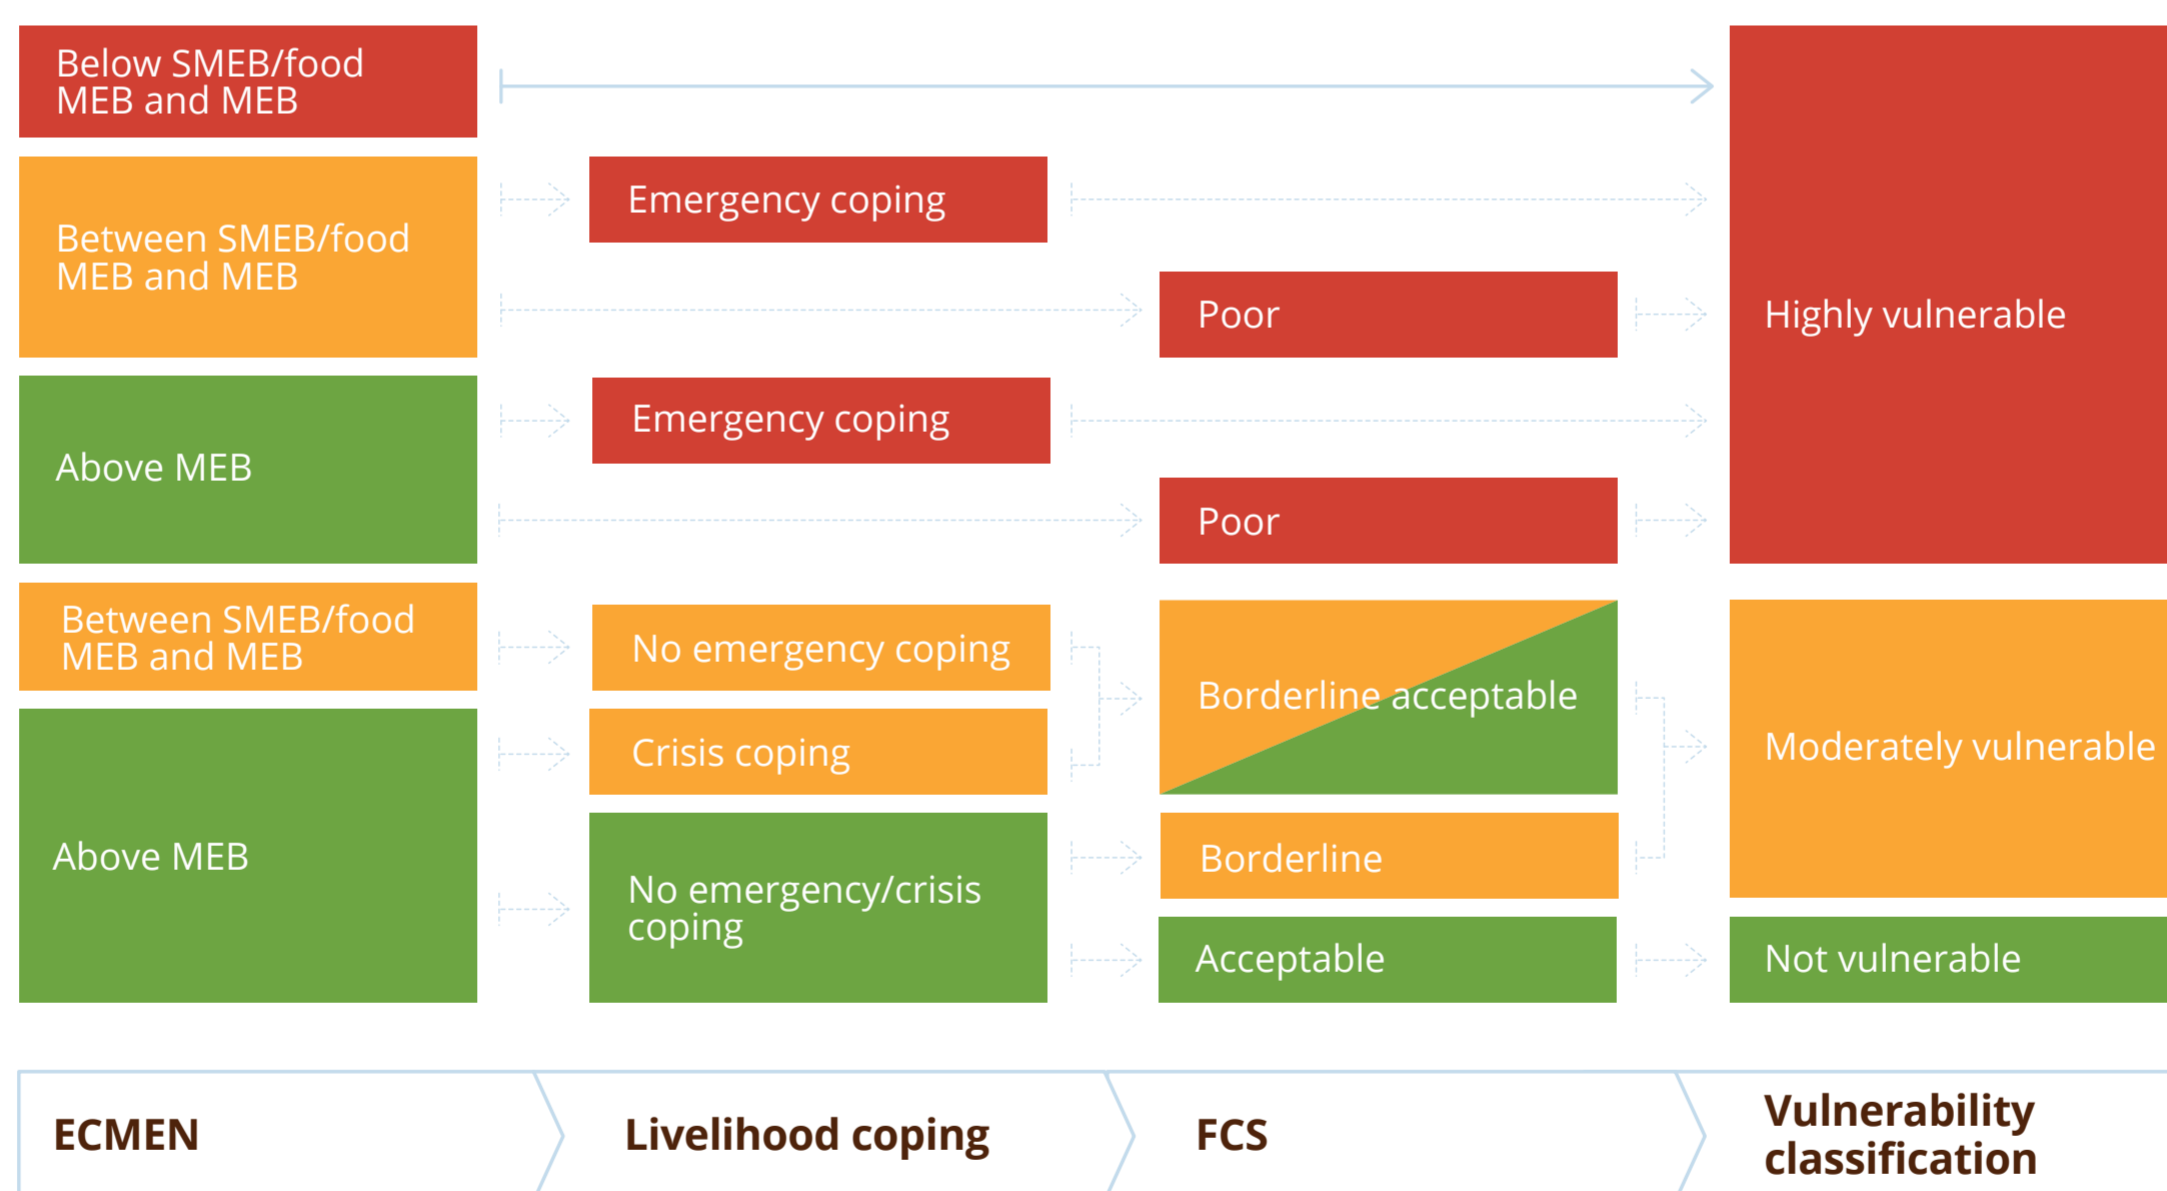 Below SMEB/food
MEB and MEB
Between SMEB/food
MEB and MEB
Emergency coping
Poor
Highly vulnerable
Above MEB
Emergency coping
Poor
Between SMEB/food
MEB and MEB
No emergency coping
Borderline acceptable
Crisis coping
Moderately vulnerable
Above MEB
No emergency/crisis
coping
Borderline
Acceptable
Not vulnerable
ECMEN
Livelihood coping
FCS
Vulnerability
classification